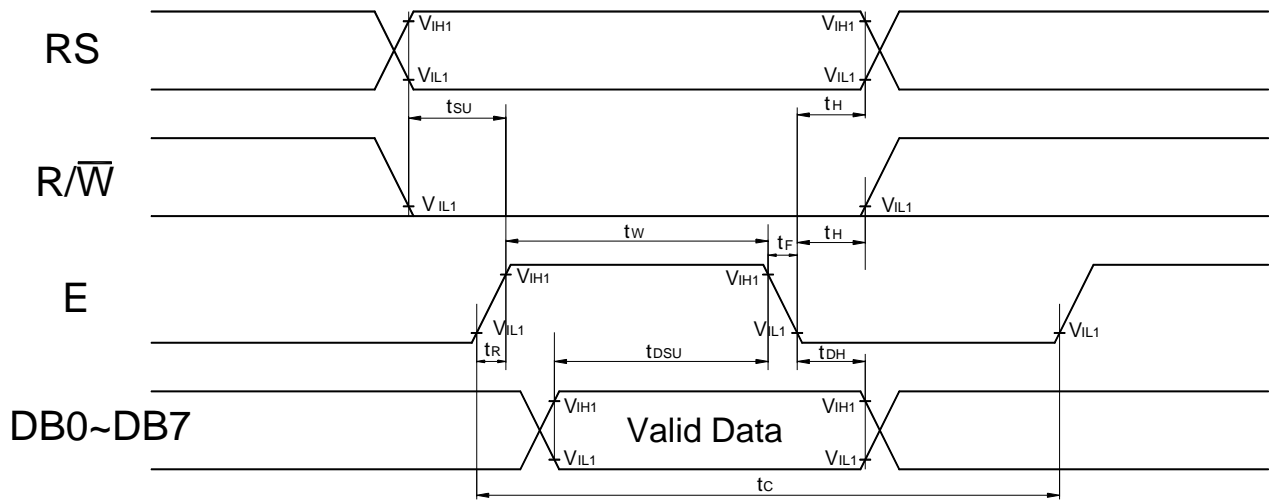 RS
VIH1
VIH1
VIL1
VIL1
tSU
tH
R/W̅
VIL1
VIL1
tW
tF
tH
E
VIH1
VIH1
VIL1
VIL1
VIL1
tR
tDSU
tDH
DB0~DB7
VIH1
Valid Data
VIH1
VIL1
VIL1
tC